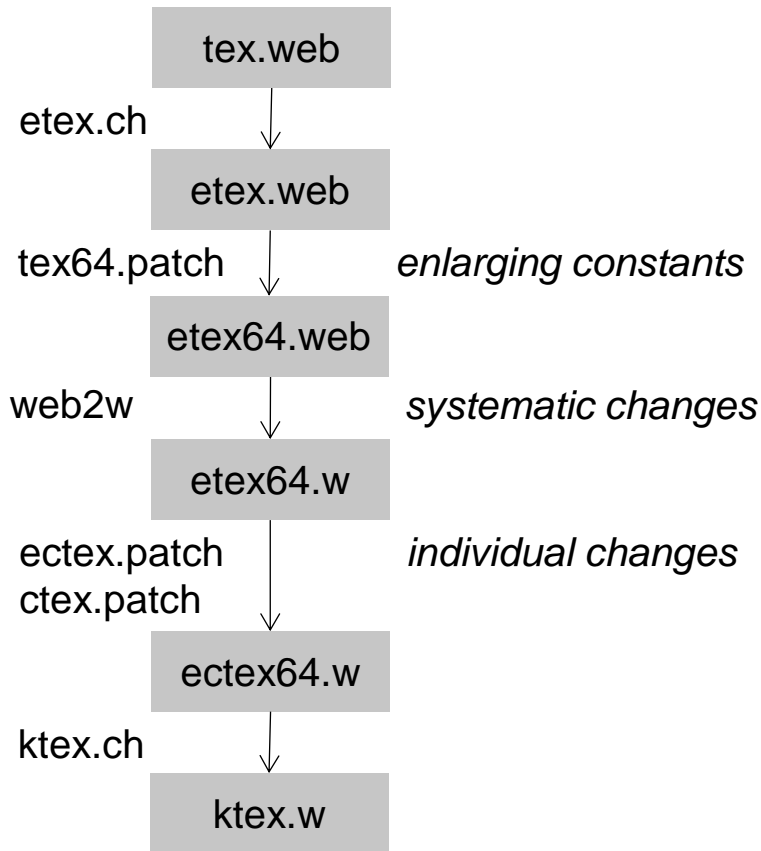 tex.web
etex.ch
etex.web
tex64.patch
enlarging constants
etex64.web
web2w
systematic changes
etex64.w
ectex.patch
individual changes
ctex.patch
ectex64.w
ktex.ch
ktex.w